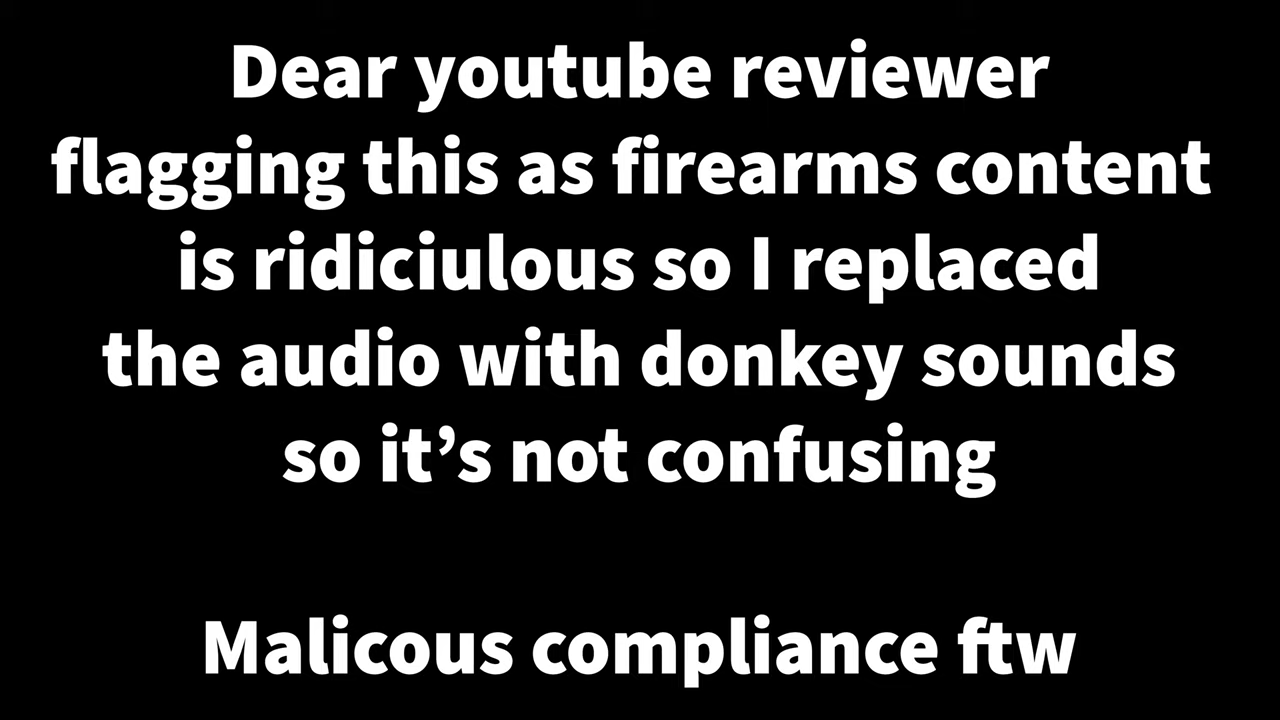 Dear youtube reviewer
flagging this as firearms content
is ridiciulous so I replaced
the audio with donkey sounds
so it’s not confusing
Malicous compliance ftw